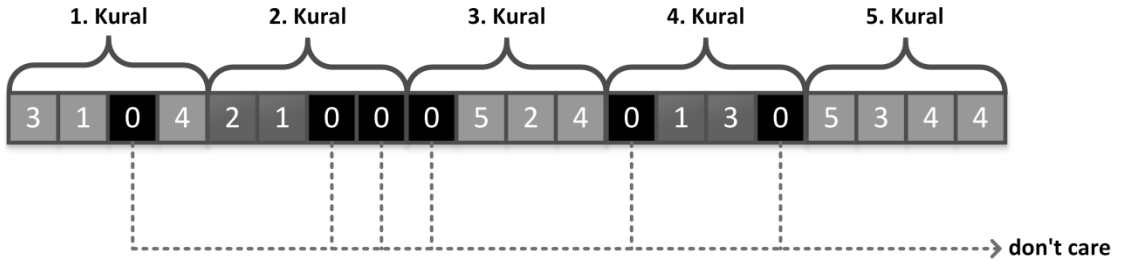 1. Kural 2. Kural 3. Kural 4. Kural 5. Kural
3 1 0 4 2 1 0 0 0 5 2 4 0 1 3 0 5 3 4 4
don't care